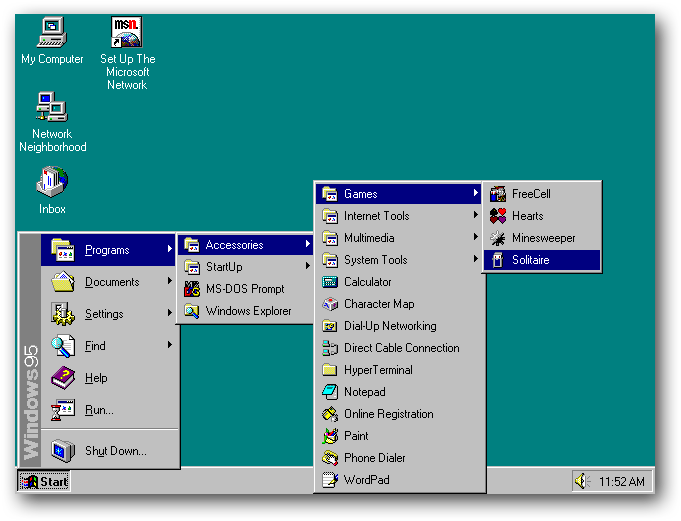 My Computer
msn.
Set Up The
Microsoft
Network
Network
Neighborhood
Inbox
Windows95
Programs
Documents
Settings
Find
Help
Run...
Shut Down...
Accessories
StartUp
MS-DOS Prompt
Windows Explorer
Games
Internet Tools
Multimedia
System Tools
Calculator
Character Map
Dial-Up Networking
Direct Cable Connection
HyperTerminal
Notepad
Online Registration
Paint
Phone Dialer
WordPad
FreeCell
Hearts
Minesweeper
Solitaire
Start
11:52 AM